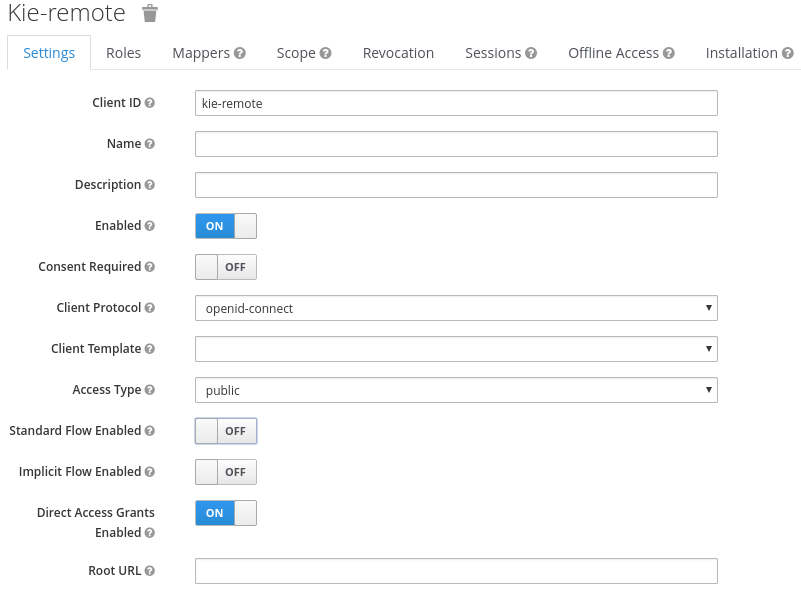 Kie-remote
Settings Roles Mappers ? Scope ? Revocation Sessions ? Offline Access ? Installation ?
Client ID ? kie-remote
Name ?
Description ?
Enabled ? ON
Consent Required ? OFF
Client Protocol ? openid-connect
Client Template ?
Access Type ? public
Standard Flow Enabled ? OFF
Implicit Flow Enabled ? OFF
Direct Access Grants ON
Enabled ?
Root URL ?